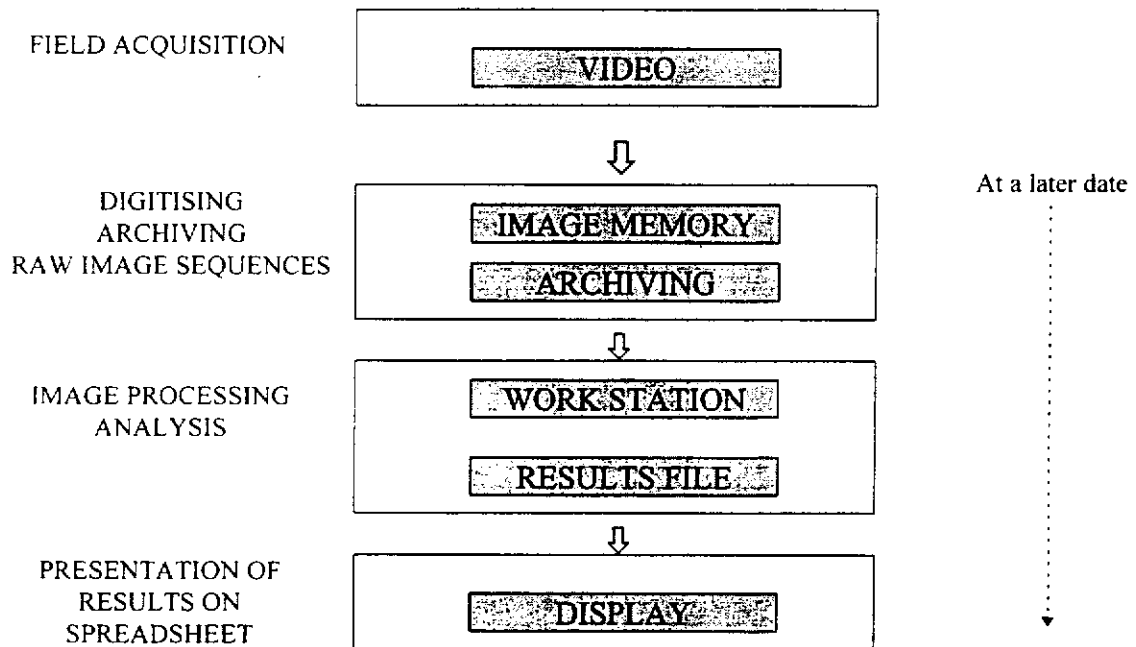 FIELD ACQUISITION
VIDEO
At a later date
DIGITISING
ARCHIVING
RAW IMAGE SEQUENCES
IMAGE MEMORY
ARCHIVING
IMAGE PROCESSING
ANALYSIS
WORK STATION
RESULTS FILE
PRESENTATION OF
RESULTS ON
SPREADSHEET
DISPLAY